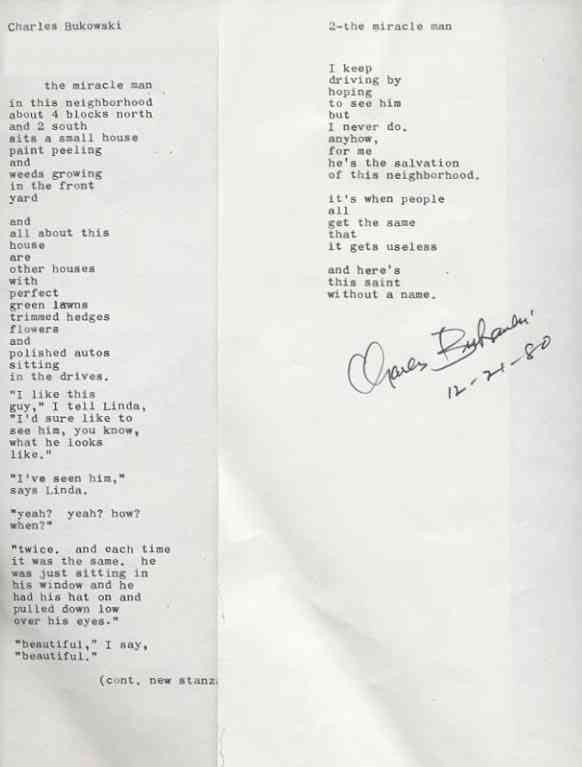 Charles Bukowski
the miracle man
in this neighborhood
about 4 blocks north
and 2 south
sits a small house
paint peeling
and
weeds growing
in the front
yard
and
all about this
house
are
other houses
with
perfect
green lawns
trimmed hedges
flowers
and
polished autos
sitting
in the drives.
"I like this
guy," I tell Linda,
"I'd sure like to
see him, you know,
what he looks
like."
"I've seen him,"
says Linda.
"yeah?  yeah? how?
when?"
"twice.  and each time
it was the same.  he
was just sitting in
his window and he
had his hat on and
pulled down low
over his eyes."
"beautiful," I say,
"beautiful."
(cont. new stanz
2-the miracle man
I keep
driving by
hoping
to see him
but
I never do.
anyhow,
for me
he's the salvation
of this neighborhood.
it's when people
all
get the same
that
it gets useless
and here's
this saint
without a name.
Charles Bukowski
12-21-80